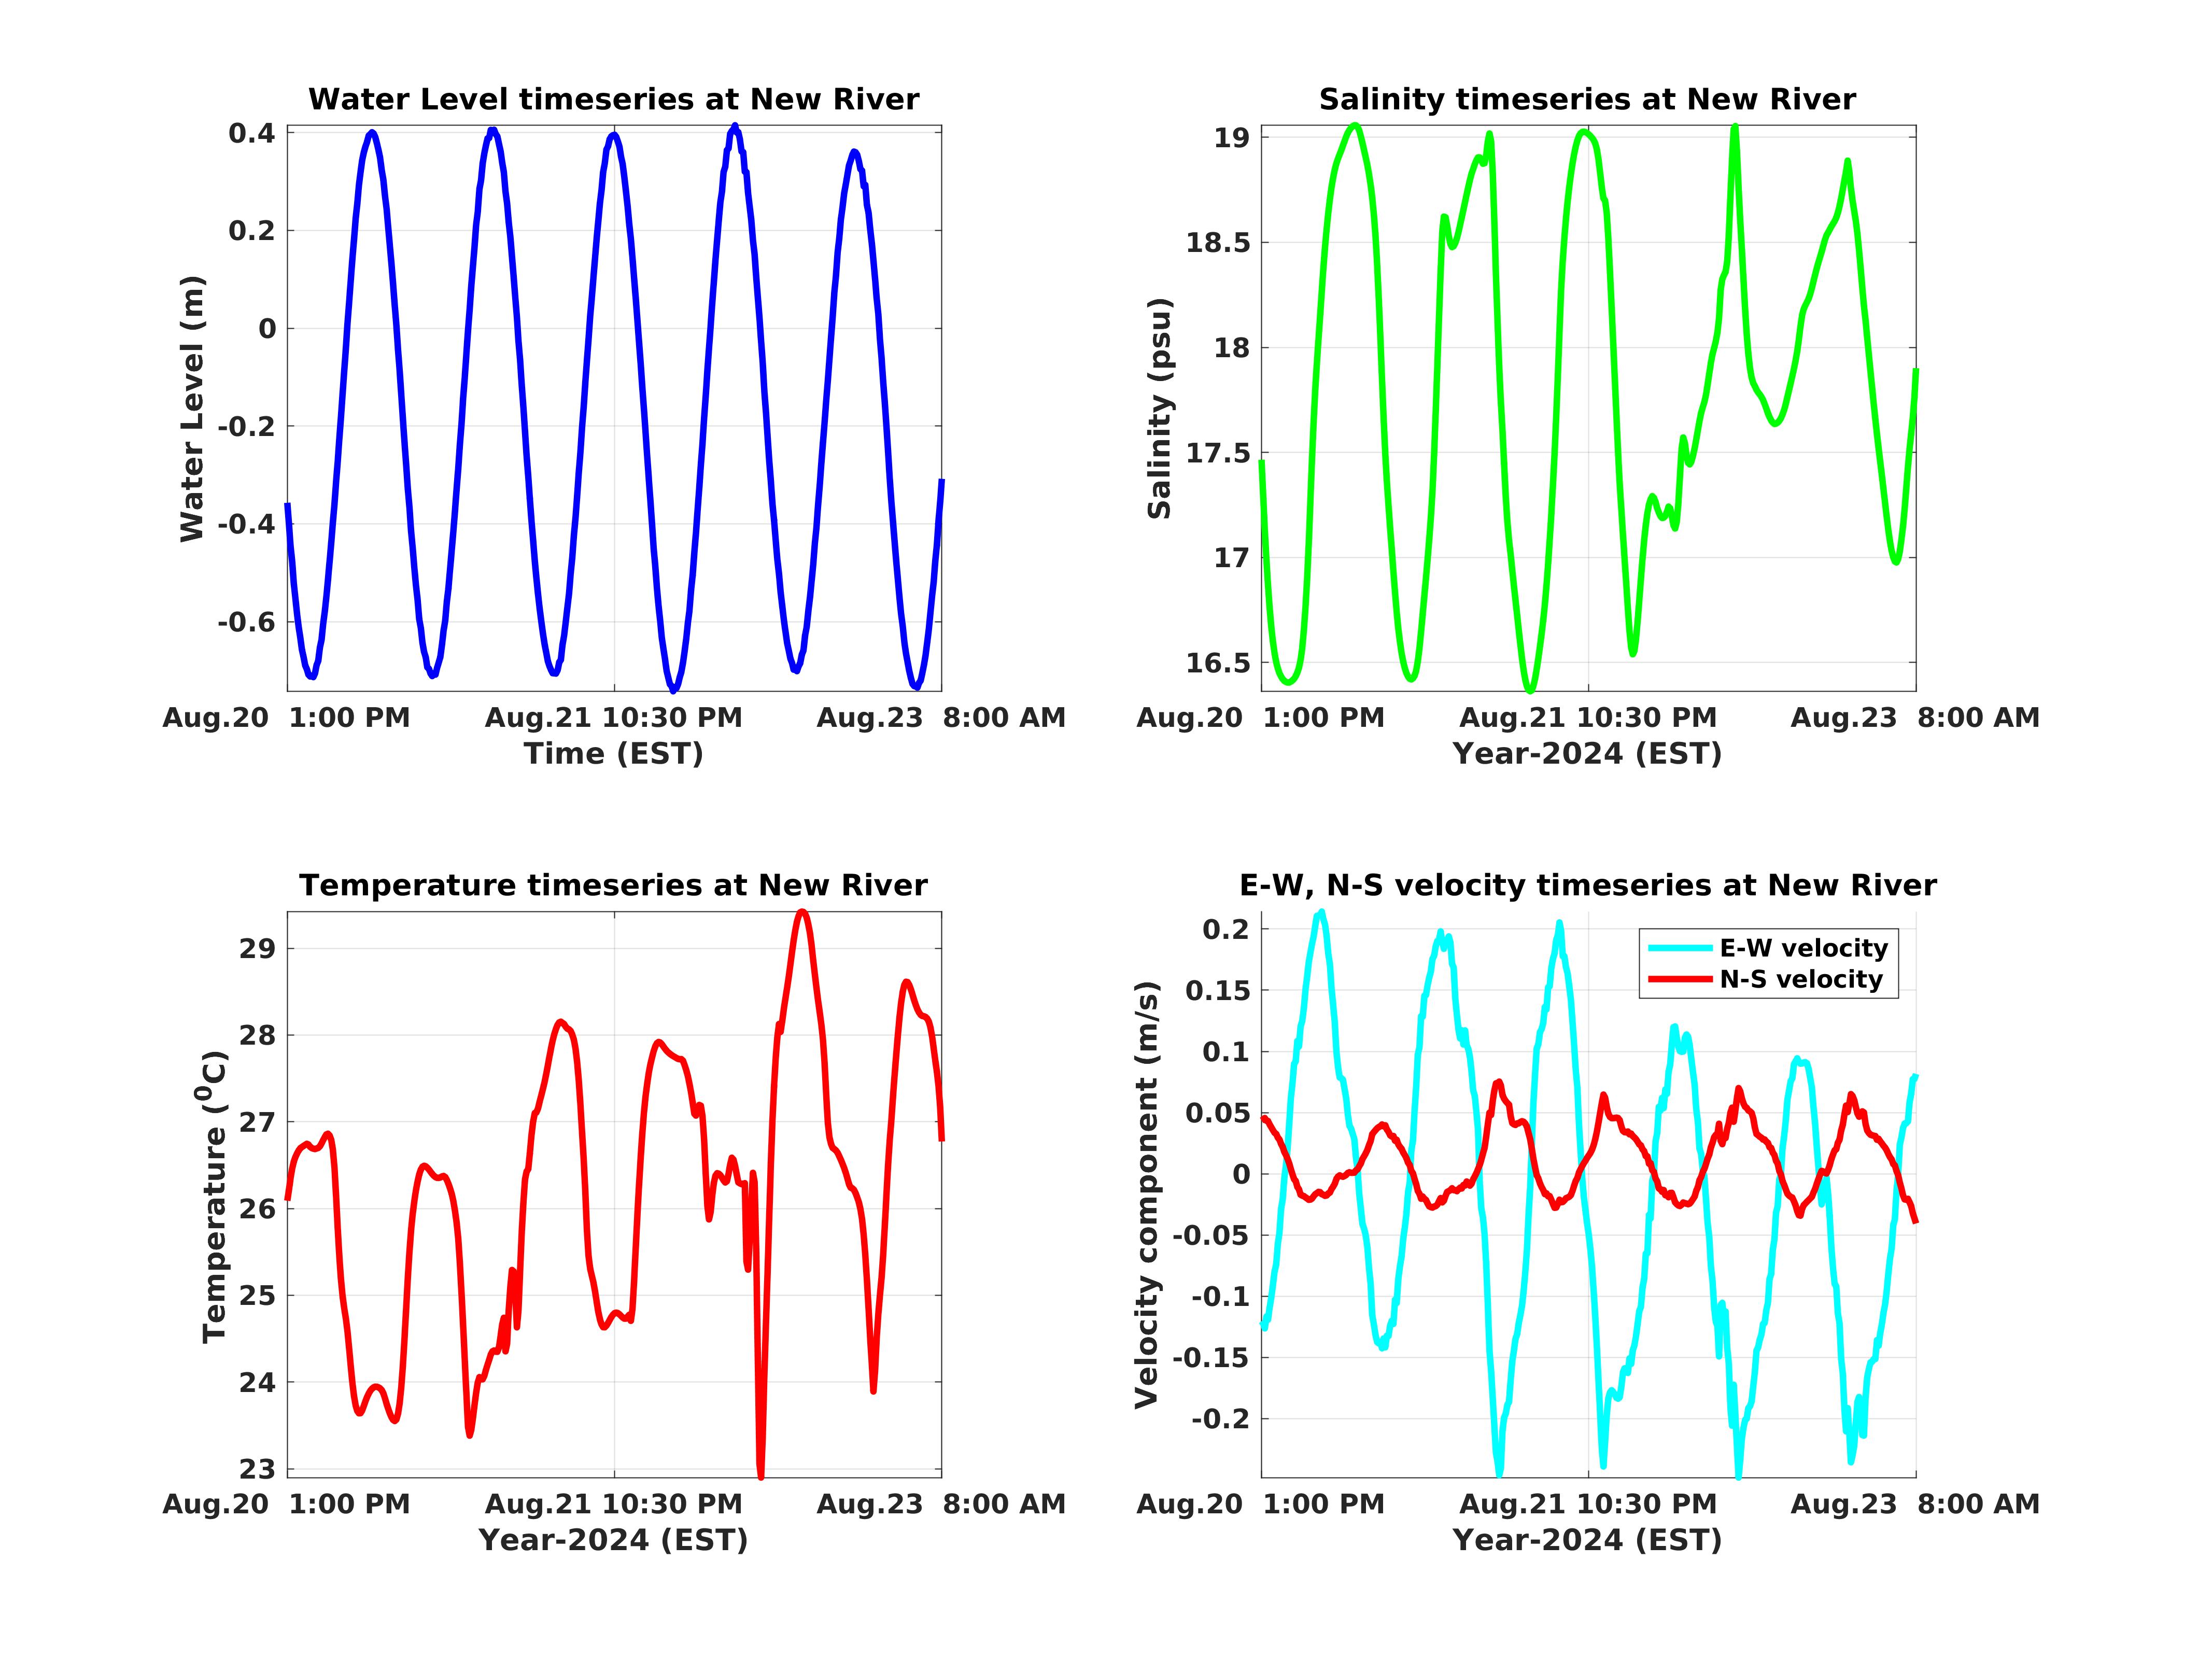 Water Level timeseries at New River
Water Level (m)
0.4
0.2
0
-0.2
-0.4
-0.6
Aug.20 1:00 PM
Aug.21 10:30 PM
Aug.23 8:00 AM
Time (EST)
Salinity timeseries at New River
Salinity (psu)
19
18.5
18
17.5
17
16.5
Aug.20 1:00 PM
Aug.21 10:30 PM
Aug.23 8:00 AM
Year-2024 (EST)
Temperature timeseries at New River
Temperature (⁰C)
29
28
27
26
25
24
23
Aug.20 1:00 PM
Aug.21 10:30 PM
Aug.23 8:00 AM
Year-2024 (EST)
E-W, N-S velocity timeseries at New River
Velocity component (m/s)
0.2
0.15
0.1
0.05
0
-0.05
-0.1
-0.15
-0.2
E-W velocity
N-S velocity
Aug.20 1:00 PM
Aug.21 10:30 PM
Aug.23 8:00 AM
Year-2024 (EST)